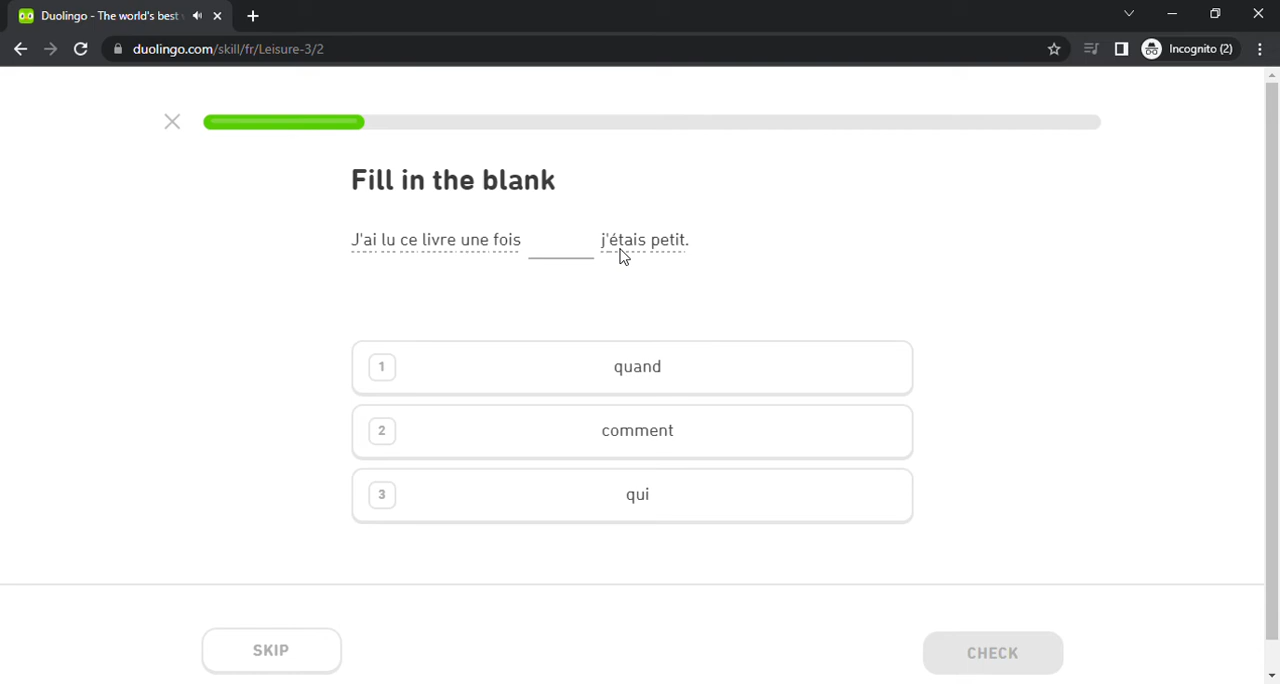 Duolingo - The world's best
duolingo.com/skill/fr/Leisure-3/2
Incognito (2)
Fill in the blank
J'ai lu ce livre une fois ______ j'étais petit.
1 quand
2 comment
3 qui
SKIP
CHECK